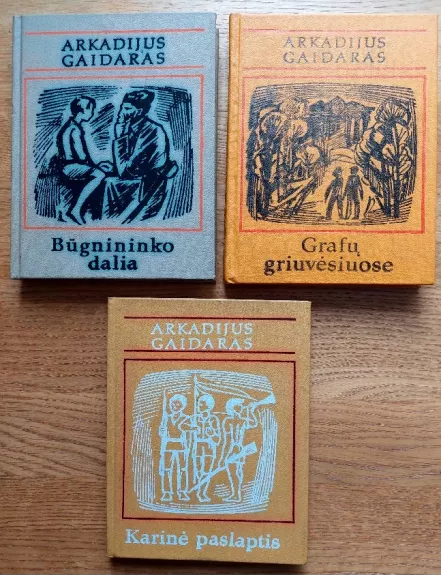 ARKADIJUS
GAIDARAS
Būgnininko
dalia
ARKADIJUS
GAIDARAS
Grafų
griuvėsiuose
ARKADIJUS
GAIDARAS
Karinė paslaptis